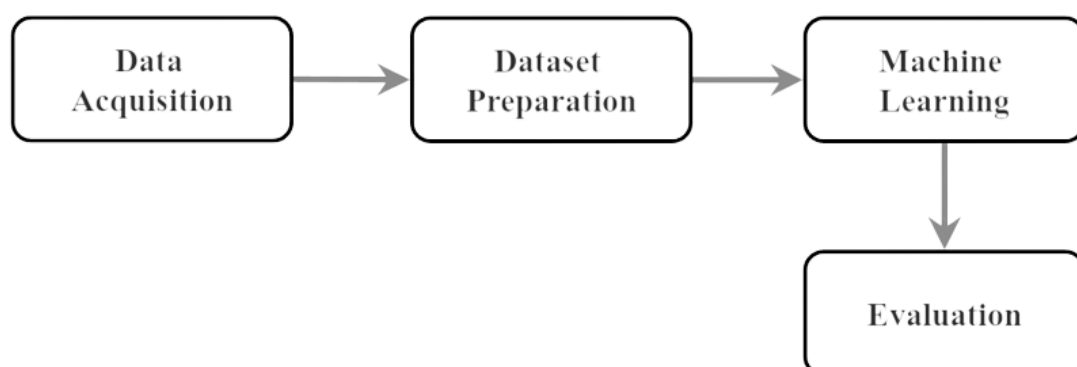 Data
Acquisition
Dataset
Preparation
Machine
Learning
Evaluation